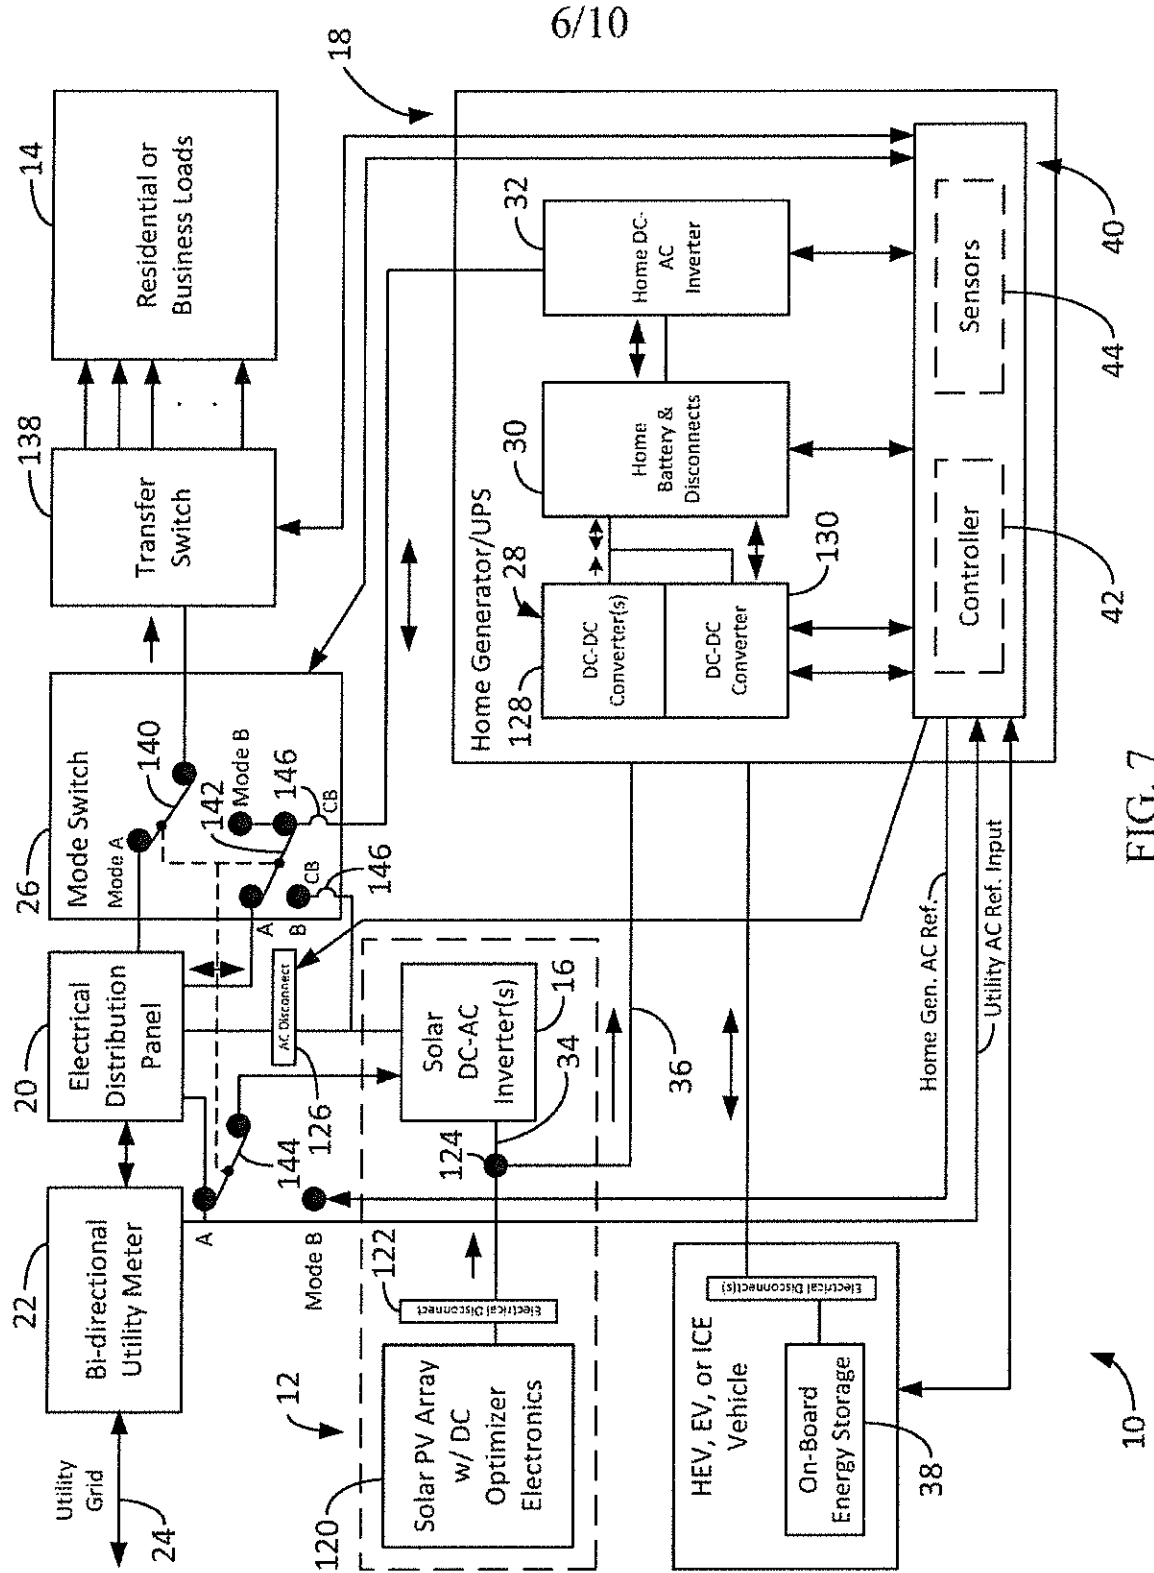 6/10
Utility
Grid
24
22
Bi-directional
Utility Meter
20
Electrical
Distribution
Panel
26
Mode Switch
Mode A
140
142
Mode B
146
CB
A
B
CB
146
138
Transfer
Switch
14
Residential or
Business Loads
18
A
Mode B
144
AC Disconnect
126
12
120
Solar PV Array
w/ DC
Optimizer
Electronics
122
Electrical Disconnect
124
34
Solar
DC-AC
Inverter(s)
16
36
Home Generator/UPS
128
28
DC-DC
Converter(s)
DC-DC
Converter
130
30
Home
Battery &
Disconnects
32
Home DC-
AC
Inverter
Controller
42
Sensors
44
40
HEV, EV, or ICE
Vehicle
Electrical Disconnect(s)
On-Board
Energy Storage
38
Home Gen. AC Ref.
Utility AC Ref. Input
10
FIG. 7